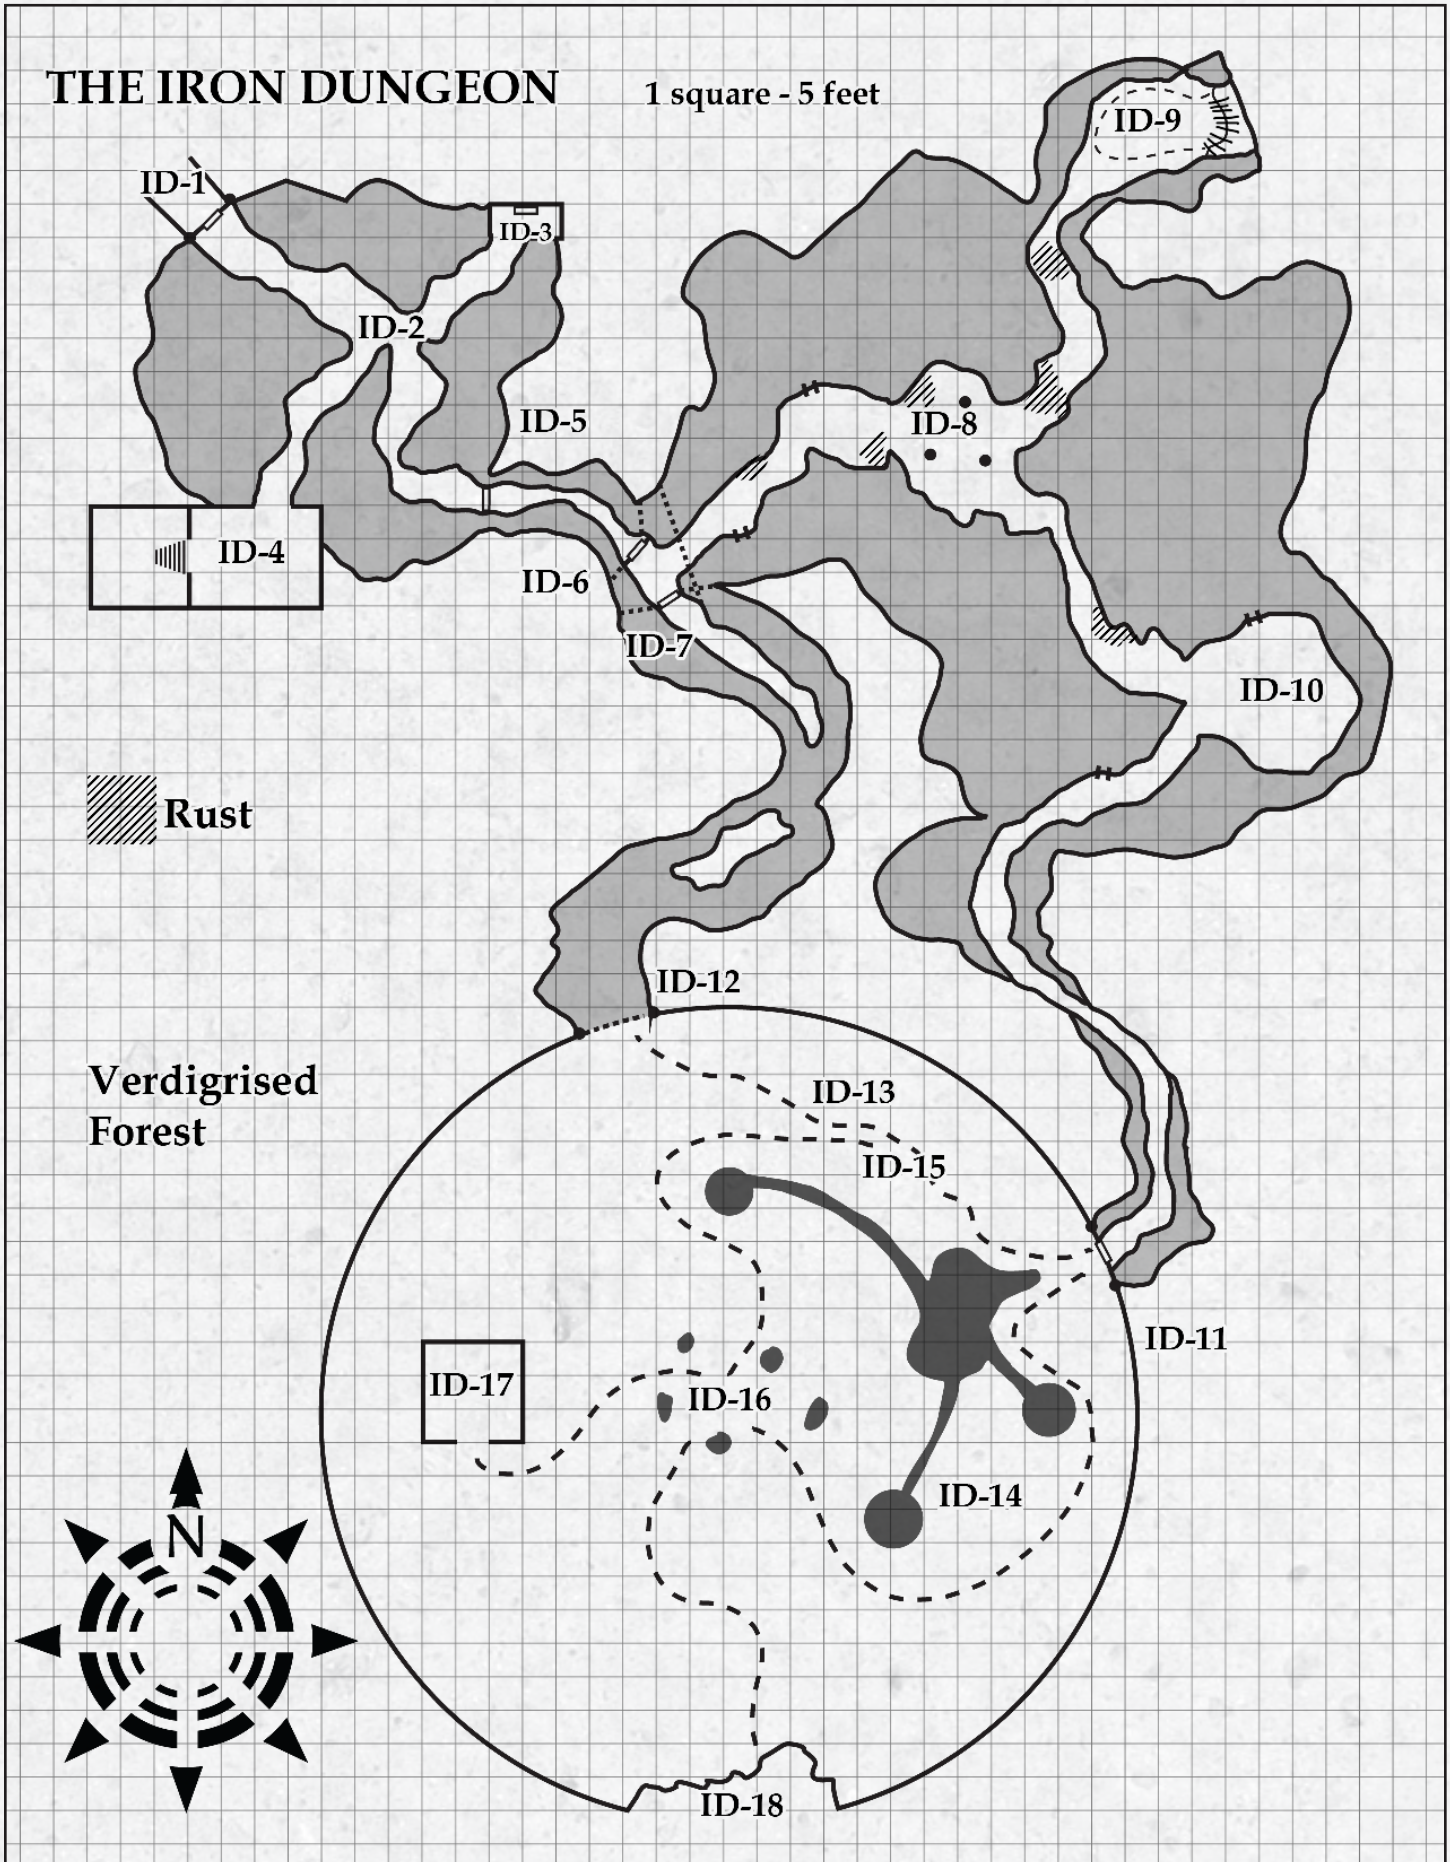 THE IRON DUNGEON
1 square - 5 feet
ID-9
ID-1
ID-3
ID-2
ID-5
ID-8
ID-4
ID-6
ID-7
ID-10
Rust
ID-12
Verdigrised
Forest
ID-13
ID-15
ID-11
ID-17
ID-16
ID-14
N
ID-18